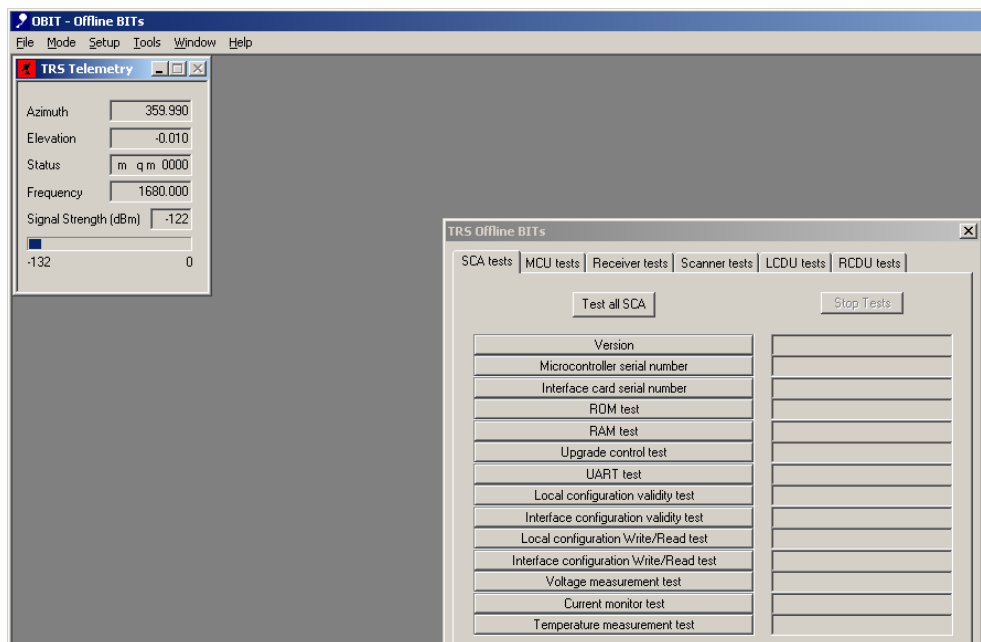 OBIT - Offline BITs
File Mode Setup Tools Window Help
TRS Telemetry
Azimuth 359.990
Elevation -0.010
Status m q m 0000
Frequency 1680.000
Signal Strength (dBm) -122
-132 0
TRS Offline BITs
SCA tests MCU tests Receiver tests Scanner tests LCDU tests RCDU tests
Test all SCA Stop Tests
Version
Microcontroller serial number
Interface card serial number
ROM test
RAM test
Upgrade control test
UART test
Local configuration validity test
Interface configuration validity test
Local configuration Write/Read test
Interface configuration Write/Read test
Voltage measurement test
Current monitor test
Temperature measurement test